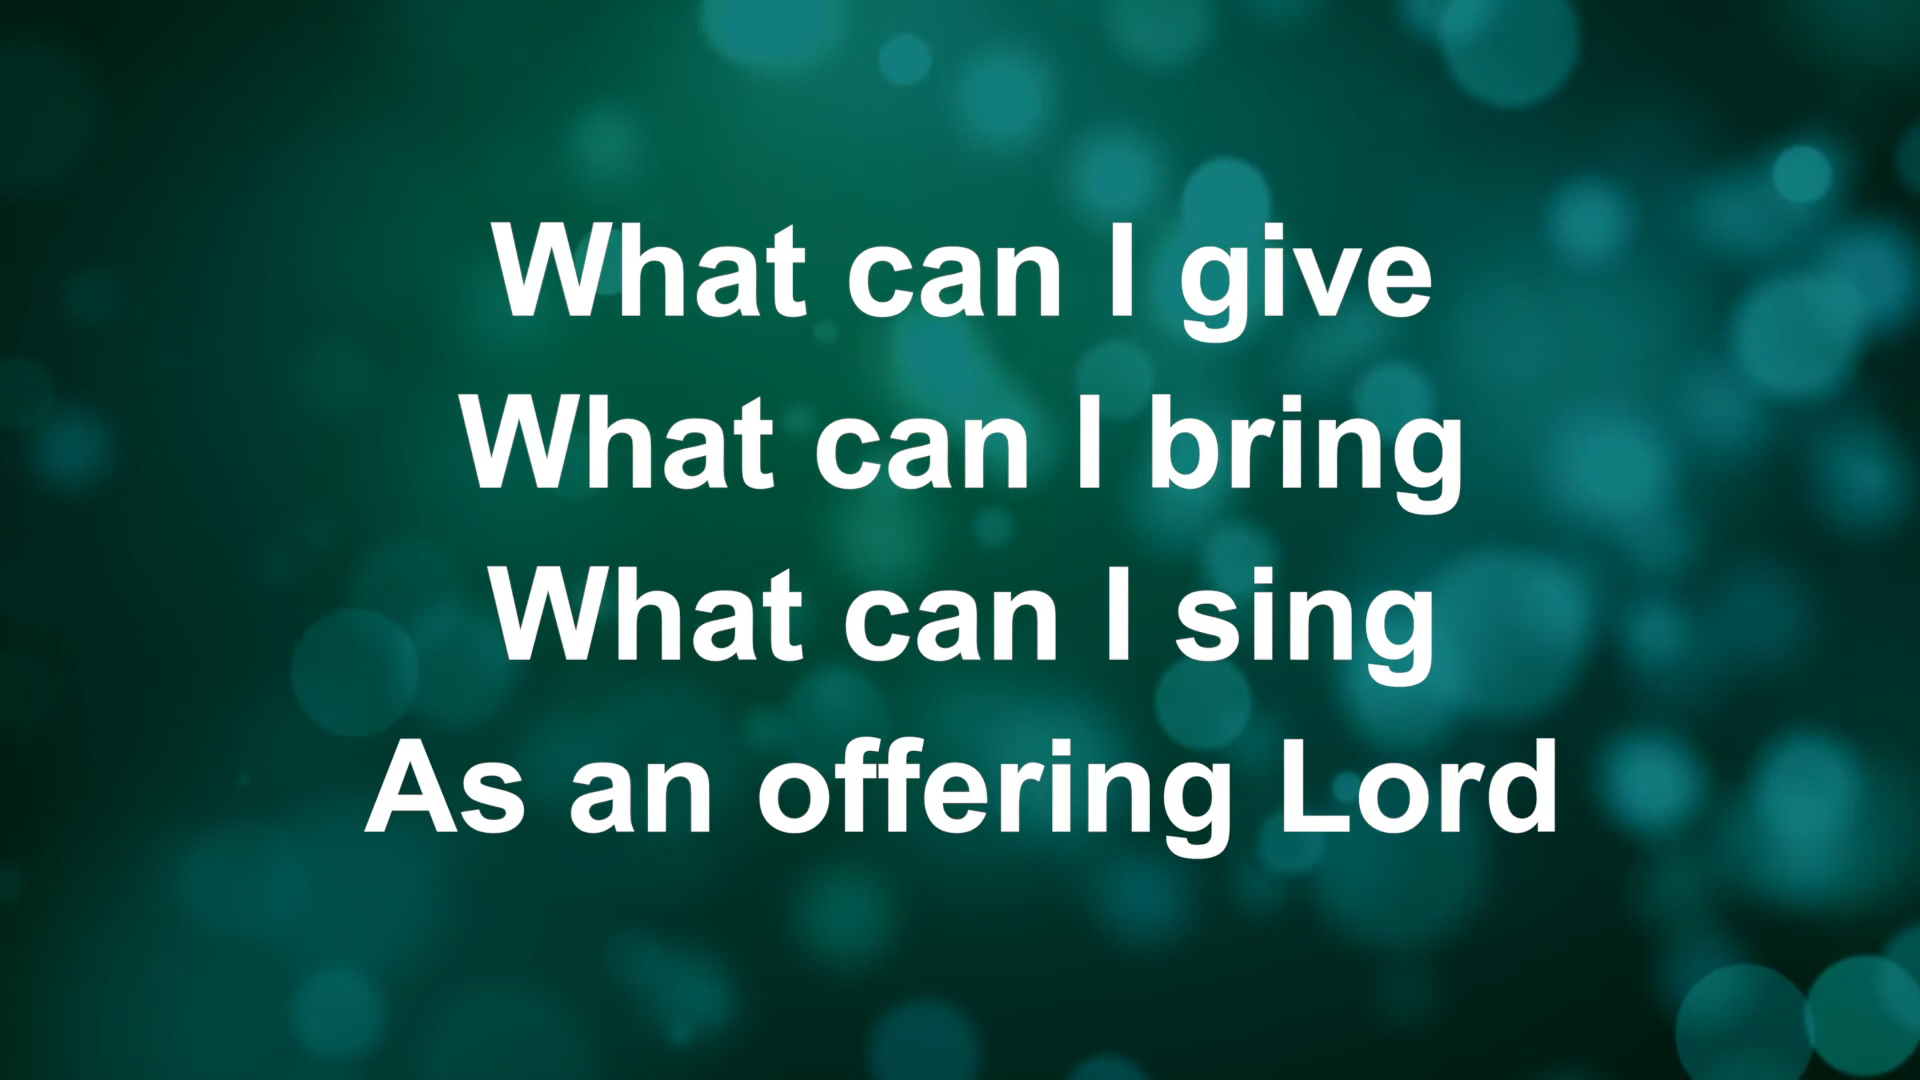 What can I give
What can I bring
What can I sing
As an offering Lord